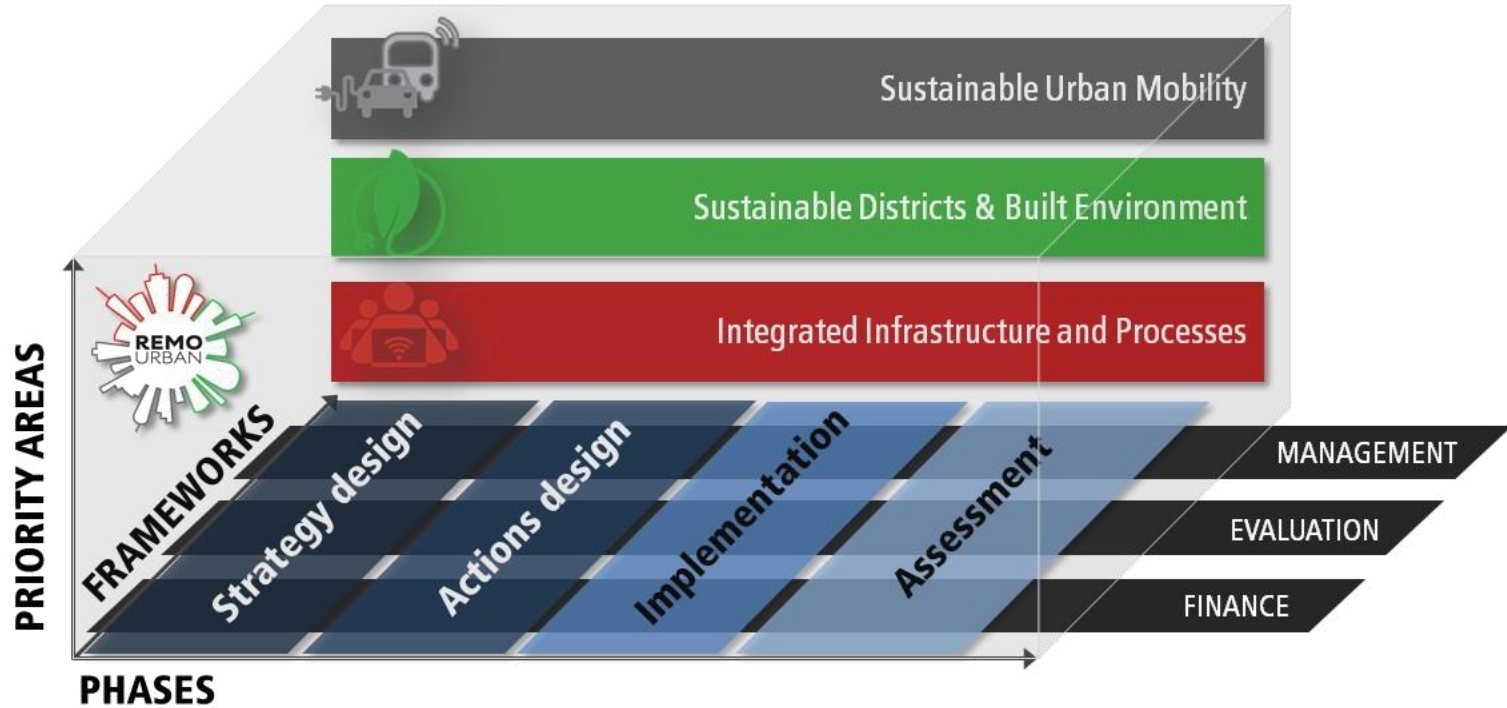 Sustainable Urban Mobility
Sustainable Districts & Built Environment
Integrated Infrastructure and Processes
REMO
URBAN
PRIORITY AREAS
FRAMEWORKS
Strategy design
Actions design
Implementation
Assessment
MANAGEMENT
EVALUATION
FINANCE
PHASES